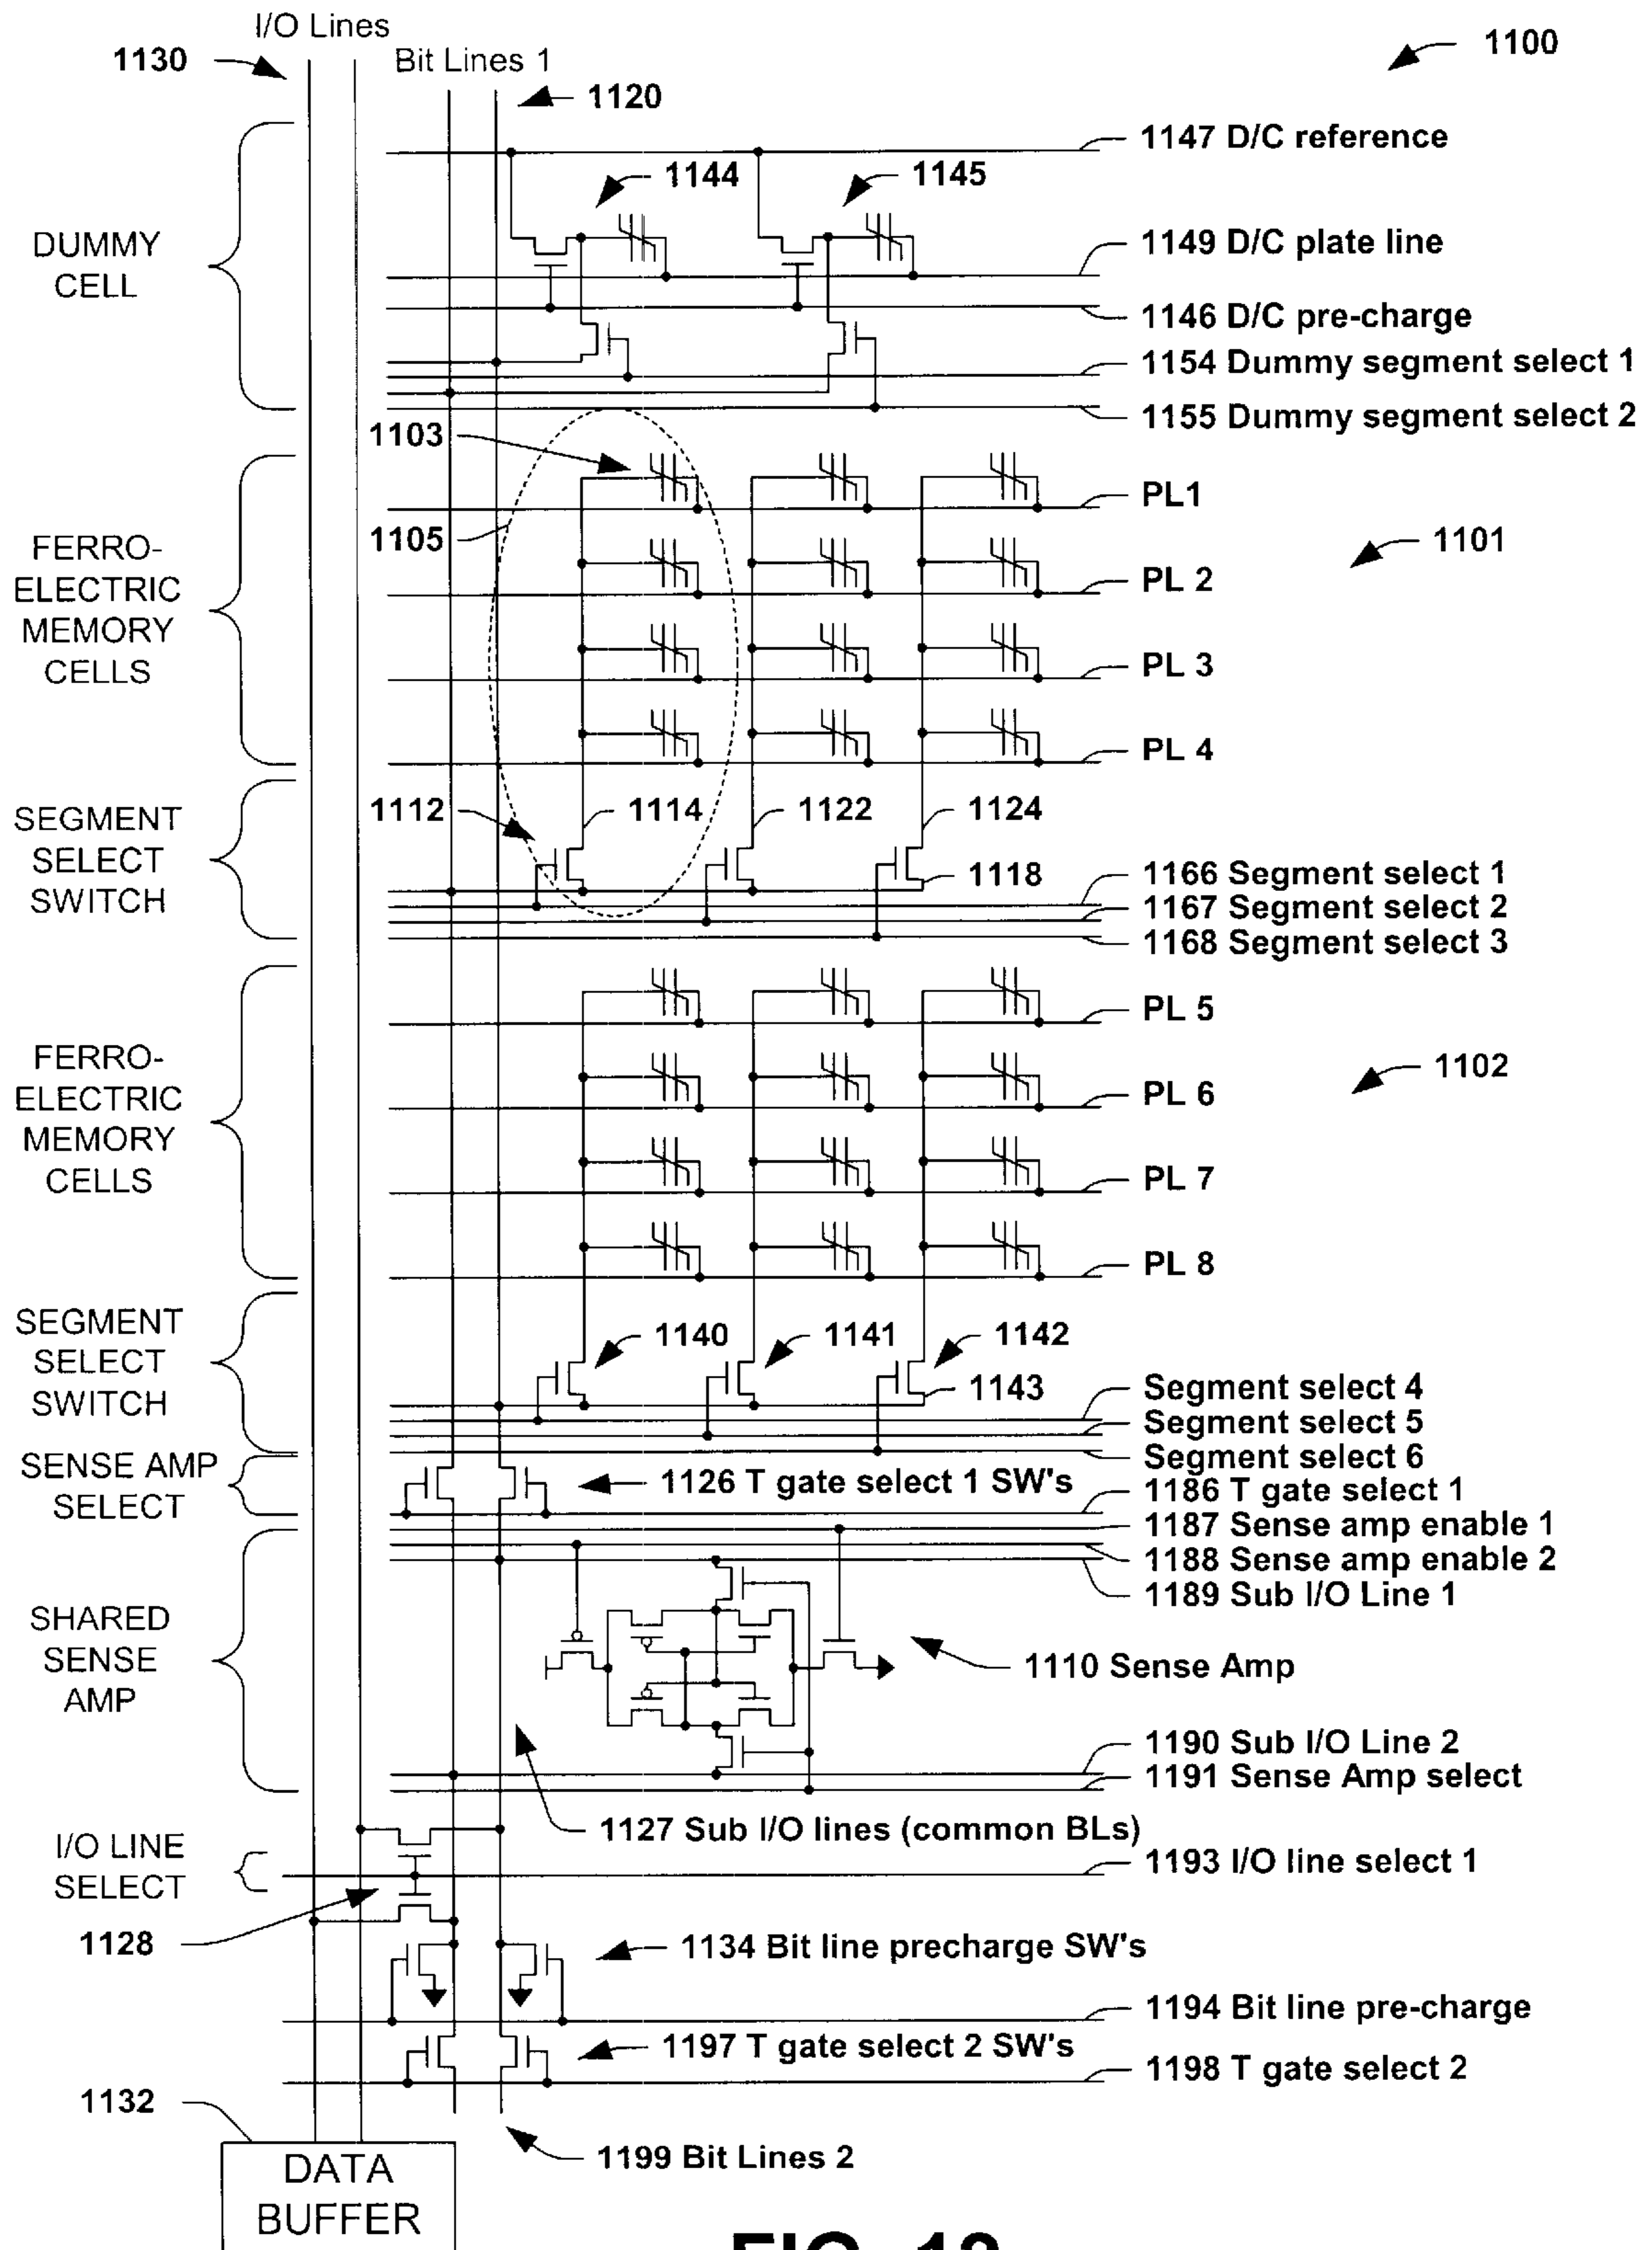 I/O Lines
1130
Bit Lines 1
1100
1120
1147 D/C reference
1144
1145
DUMMY
CELL
1149 D/C plate line
1146 D/C pre-charge
1154 Dummy segment select 1
1155 Dummy segment select 2
1103
PL1
1105
FERRO-
ELECTRIC
MEMORY
CELLS
1101
PL 2
PL 3
PL 4
SEGMENT
SELECT
SWITCH
1112
1114
1122
1124
1118
1166 Segment select 1
1167 Segment select 2
1168 Segment select 3
PL 5
FERRO-
ELECTRIC
MEMORY
CELLS
1102
PL 6
PL 7
PL 8
SEGMENT
SELECT
SWITCH
1140
1141
1142
1143
Segment select 4
Segment select 5
Segment select 6
SENSE AMP
SELECT
1126 T gate select 1 SW's
1186 T gate select 1
1187 Sense amp enable 1
1188 Sense amp enable 2
1189 Sub I/O Line 1
SHARED
SENSE
AMP
1110 Sense Amp
1190 Sub I/O Line 2
1191 Sense Amp select
1127 Sub I/O lines (common BLs)
I/O LINE
SELECT
1193 I/O line select 1
1128
1134 Bit line precharge SW's
1194 Bit line pre-charge
1197 T gate select 2 SW's
1198 T gate select 2
1132
1199 Bit Lines 2
DATA
BUFFER